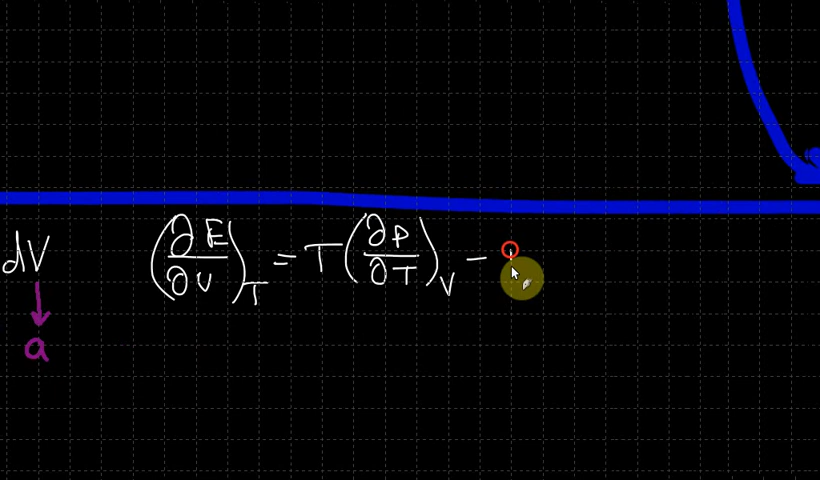 dV (∂E/∂V)_T = T(∂P/∂T)_V -
a